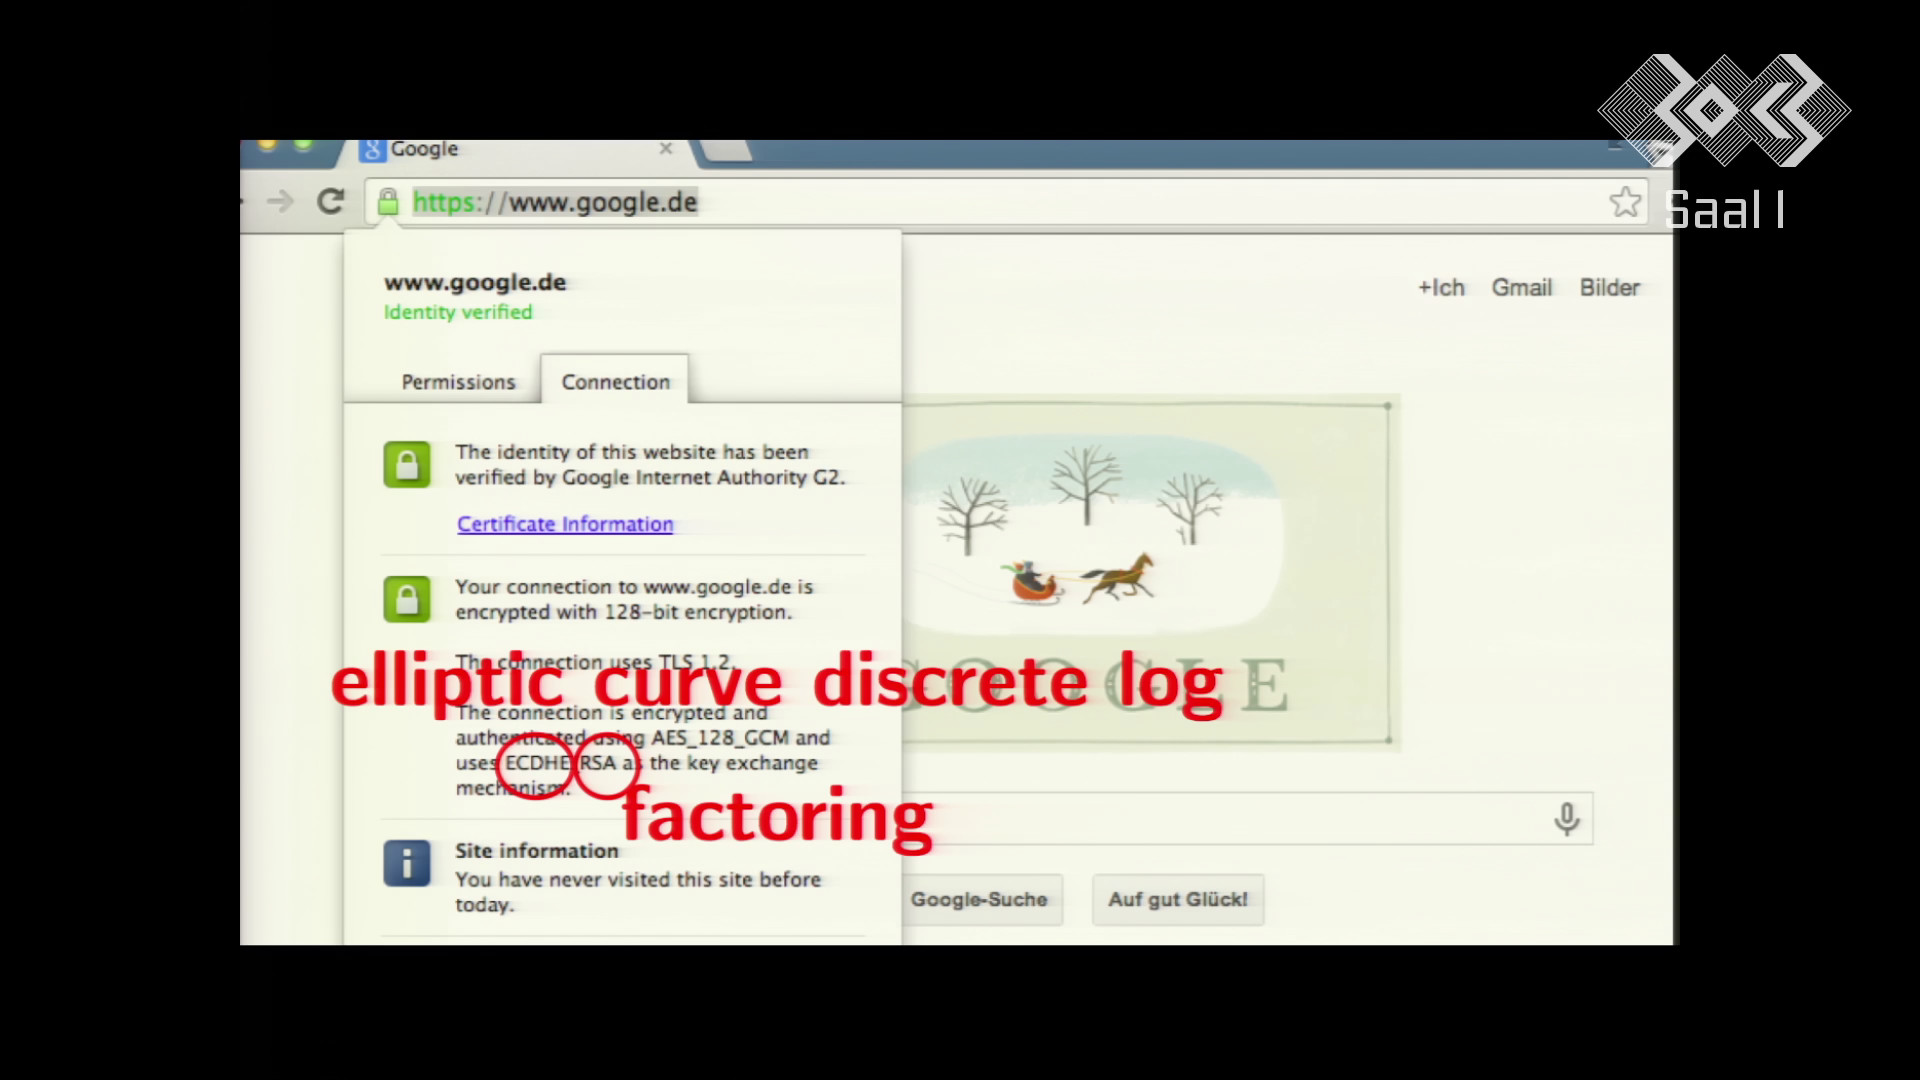 30C3
Saal 1
Google
https://www.google.de
+Ich Gmail Bilder
www.google.de
Identity verified
Permissions Connection
The identity of this website has been
verified by Google Internet Authority G2.
Certificate Information
Your connection to www.google.de is
encrypted with 128-bit encryption.
The connection uses TLS 1.2.
elliptic curve discrete log
GOOGLE
The connection is encrypted and
authenticated using AES_128_GCM and
uses ECDHE_RSA as the key exchange
mechanism.
factoring
Site information
You have never visited this site before
today.
Google-Suche Auf gut Glück!